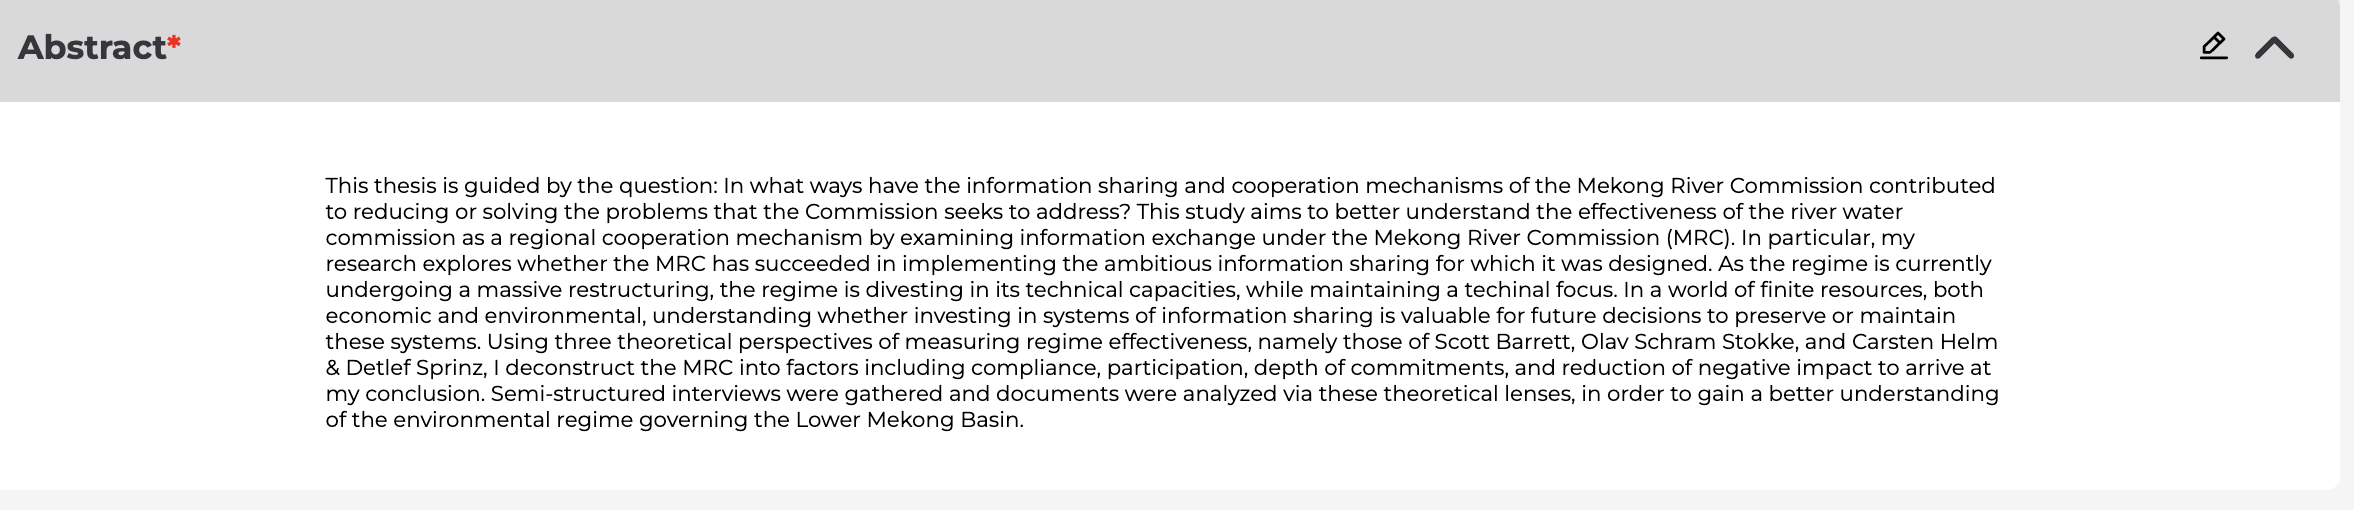 Abstract*
This thesis is guided by the question: In what ways have the information sharing and cooperation mechanisms of the Mekong River Commission contributed
to reducing or solving the problems that the Commission seeks to address? This study aims to better understand the effectiveness of the river water
commission as a regional cooperation mechanism by examining information exchange under the Mekong River Commission (MRC). In particular, my
research explores whether the MRC has succeeded in implementing the ambitious information sharing for which it was designed. As the regime is currently
undergoing a massive restructuring, the regime is divesting in its technical capacities, while maintaining a techinal focus. In a world of finite resources, both
economic and environmental, understanding whether investing in systems of information sharing is valuable for future decisions to preserve or maintain
these systems. Using three theoretical perspectives of measuring regime effectiveness, namely those of Scott Barrett, Olav Schram Stokke, and Carsten Helm
& Detlef Sprinz, I deconstruct the MRC into factors including compliance, participation, depth of commitments, and reduction of negative impact to arrive at
my conclusion. Semi-structured interviews were gathered and documents were analyzed via these theoretical lenses, in order to gain a better understanding
of the environmental regime governing the Lower Mekong Basin.